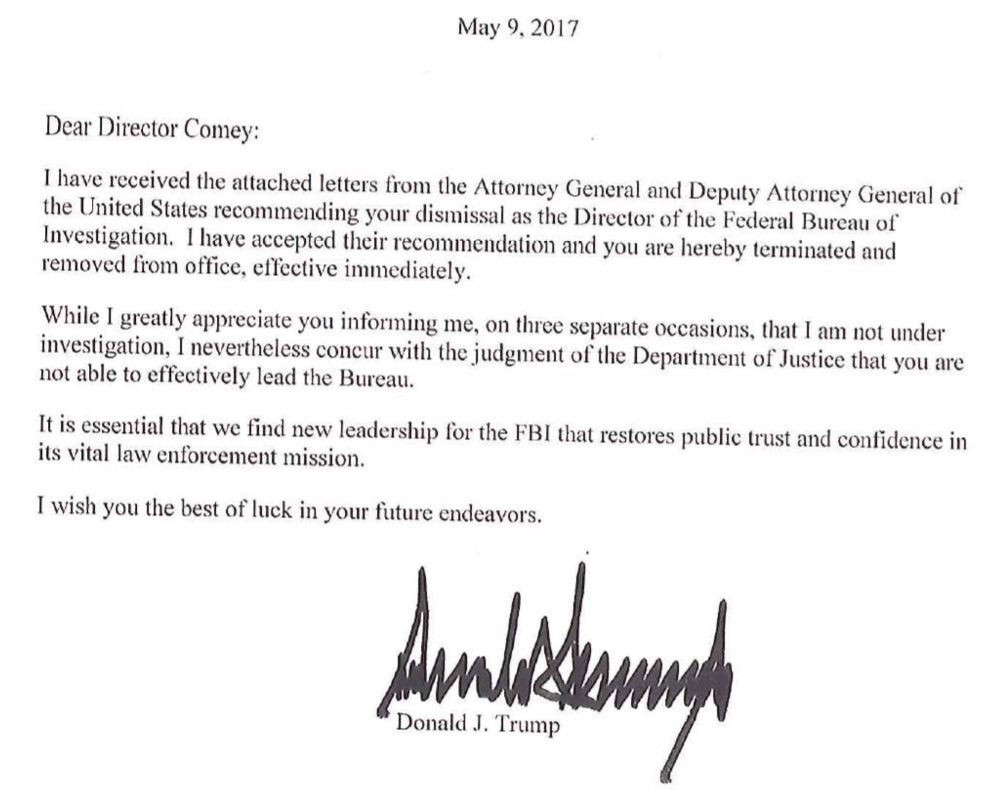 May 9, 2017
Dear Director Comey:
I have received the attached letters from the Attorney General and Deputy Attorney General of
the United States recommending your dismissal as the Director of the Federal Bureau of
Investigation.  I have accepted their recommendation and you are hereby terminated and
removed from office, effective immediately.
While I greatly appreciate you informing me, on three separate occasions, that I am not under
investigation, I nevertheless concur with the judgment of the Department of Justice that you are
not able to effectively lead the Bureau.
It is essential that we find new leadership for the FBI that restores public trust and confidence in
its vital law enforcement mission.
I wish you the best of luck in your future endeavors.
Donald J. Trump